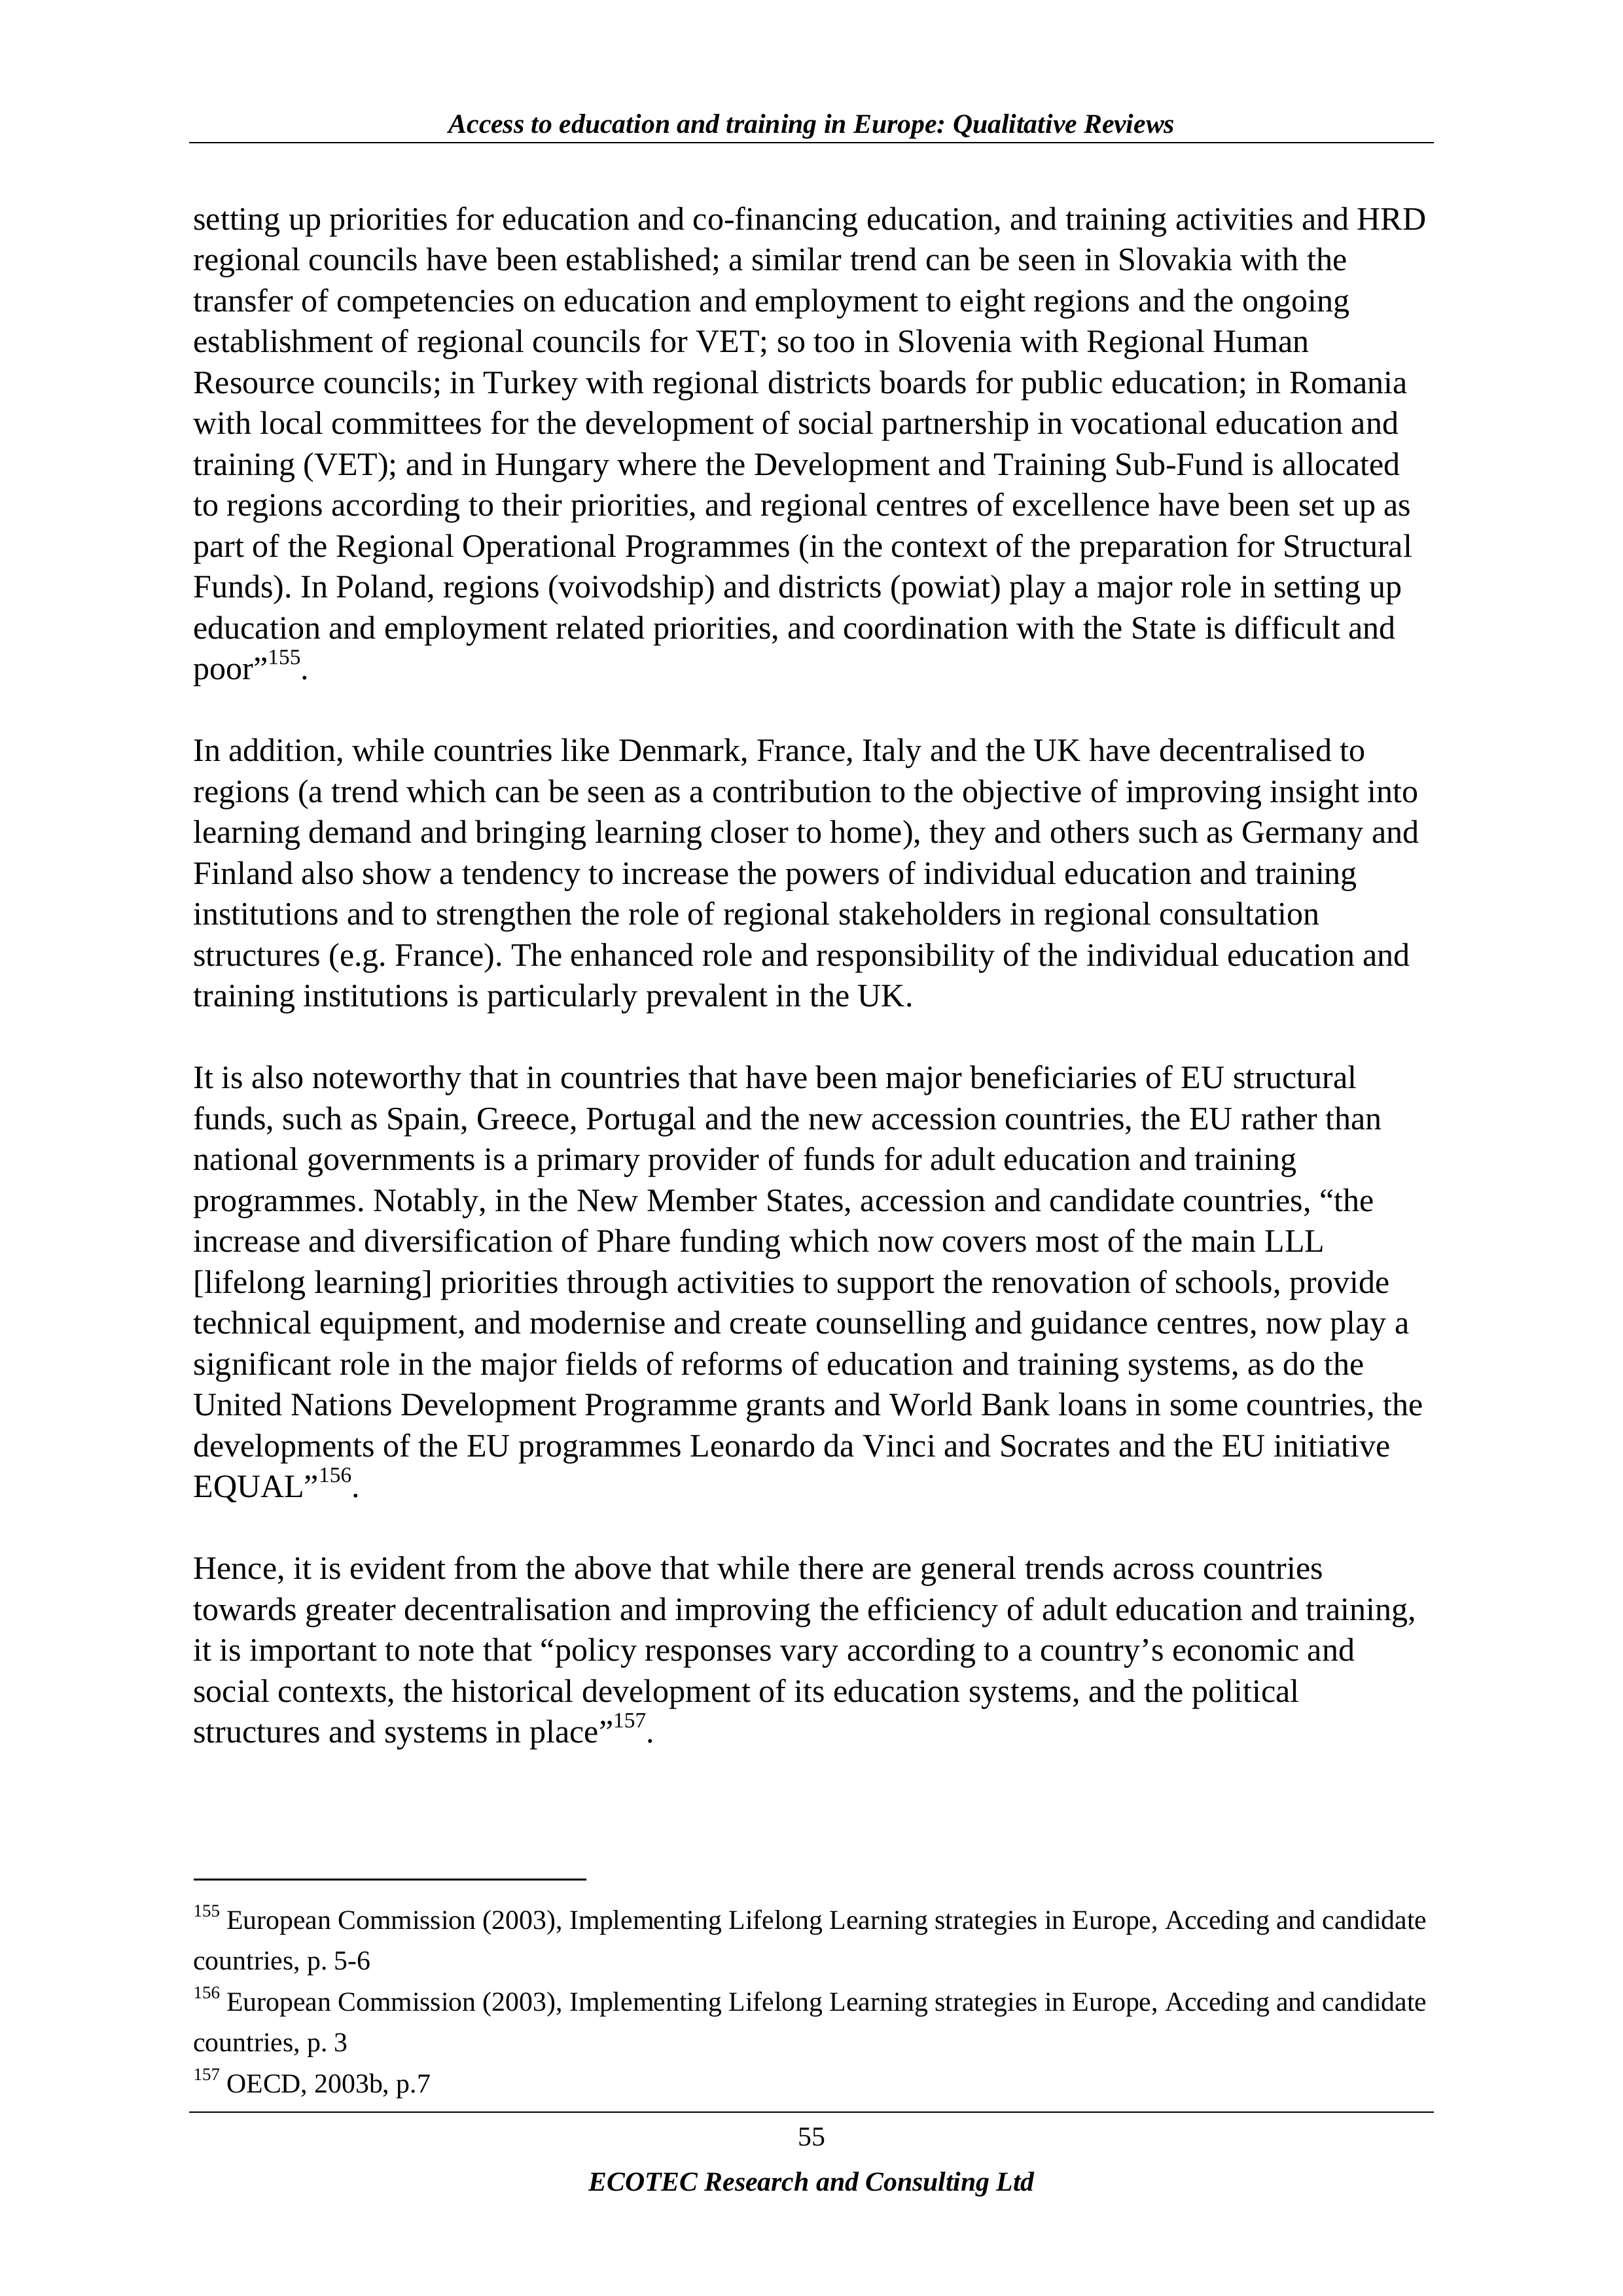 Access to education and training in Europe: Qualitative Reviews
setting up priorities for education and co-financing education, and training activities and HRD
regional councils have been established; a similar trend can be seen in Slovakia with the
transfer of competencies on education and employment to eight regions and the ongoing
establishment of regional councils for VET; so too in Slovenia with Regional Human
Resource councils; in Turkey with regional districts boards for public education; in Romania
with local committees for the development of social partnership in vocational education and
training (VET); and in Hungary where the Development and Training Sub-Fund is allocated
to regions according to their priorities, and regional centres of excellence have been set up as
part of the Regional Operational Programmes (in the context of the preparation for Structural
Funds). In Poland, regions (voivodship) and districts (powiat) play a major role in setting up
education and employment related priorities, and coordination with the State is difficult and
poor”155.
In addition, while countries like Denmark, France, Italy and the UK have decentralised to
regions (a trend which can be seen as a contribution to the objective of improving insight into
learning demand and bringing learning closer to home), they and others such as Germany and
Finland also show a tendency to increase the powers of individual education and training
institutions and to strengthen the role of regional stakeholders in regional consultation
structures (e.g. France). The enhanced role and responsibility of the individual education and
training institutions is particularly prevalent in the UK.
It is also noteworthy that in countries that have been major beneficiaries of EU structural
funds, such as Spain, Greece, Portugal and the new accession countries, the EU rather than
national governments is a primary provider of funds for adult education and training
programmes. Notably, in the New Member States, accession and candidate countries, “the
increase and diversification of Phare funding which now covers most of the main LLL
[lifelong learning] priorities through activities to support the renovation of schools, provide
technical equipment, and modernise and create counselling and guidance centres, now play a
significant role in the major fields of reforms of education and training systems, as do the
United Nations Development Programme grants and World Bank loans in some countries, the
developments of the EU programmes Leonardo da Vinci and Socrates and the EU initiative
EQUAL”156.
Hence, it is evident from the above that while there are general trends across countries
towards greater decentralisation and improving the efficiency of adult education and training,
it is important to note that “policy responses vary according to a country’s economic and
social contexts, the historical development of its education systems, and the political
structures and systems in place”157.
155 European Commission (2003), Implementing Lifelong Learning strategies in Europe, Acceding and candidate
countries, p. 5-6
156 European Commission (2003), Implementing Lifelong Learning strategies in Europe, Acceding and candidate
countries, p. 3
157 OECD, 2003b, p.7
55
ECOTEC Research and Consulting Ltd